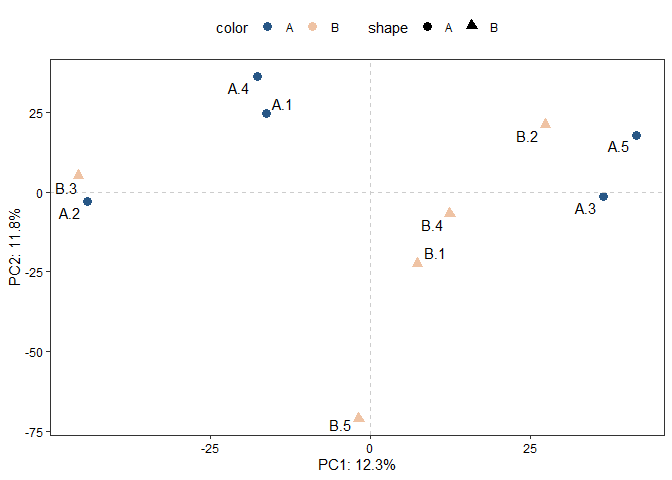 color A B shape A B
A.4
A.1
25
B.2
A.5
B.3
0
A.2
A.3
B.4
B.1
-25
PC2: 11.8%
-50
B.5
-75
-25 0 25
PC1: 12.3%